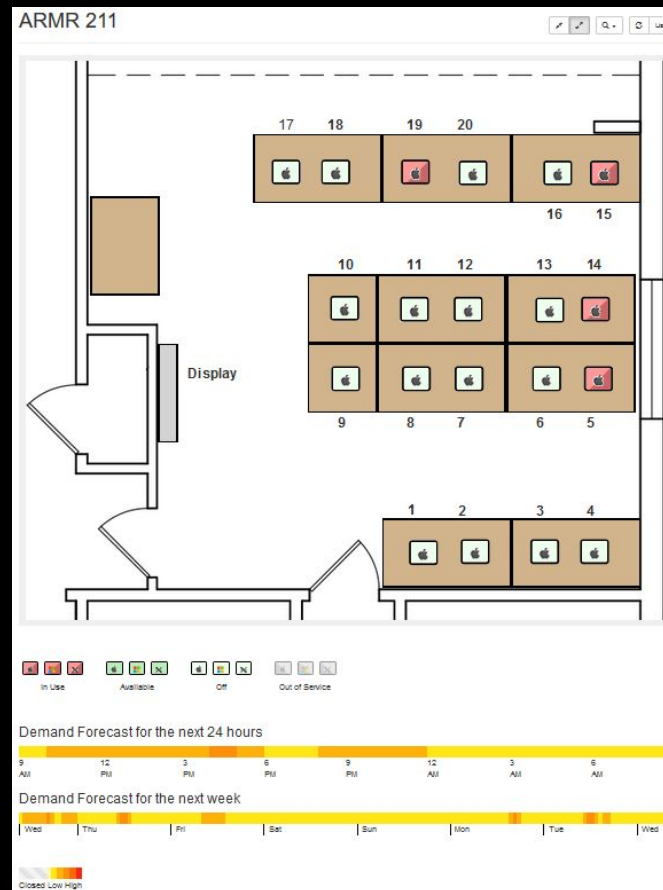 ARMR 211
17 18 19 20
16 15
10 11 12 13 14
Display
9 8 7 6 5
1 2 3 4
In Use Available Off Out of Service
Demand Forecast for the next 24 hours
9 12 3 6 9 12 3 6
AM PM PM PM PM AM AM AM
Demand Forecast for the next week
Wed Thu Fri Sat Sun Mon Tue Wed
Closed Low High